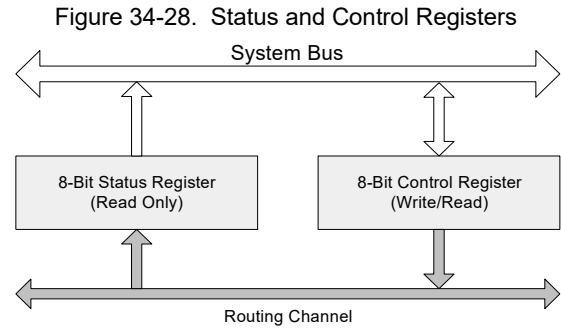 Figure 34-28. Status and Control Registers
System Bus
8-Bit Status Register
(Read Only)
8-Bit Control Register
(Write/Read)
Routing Channel